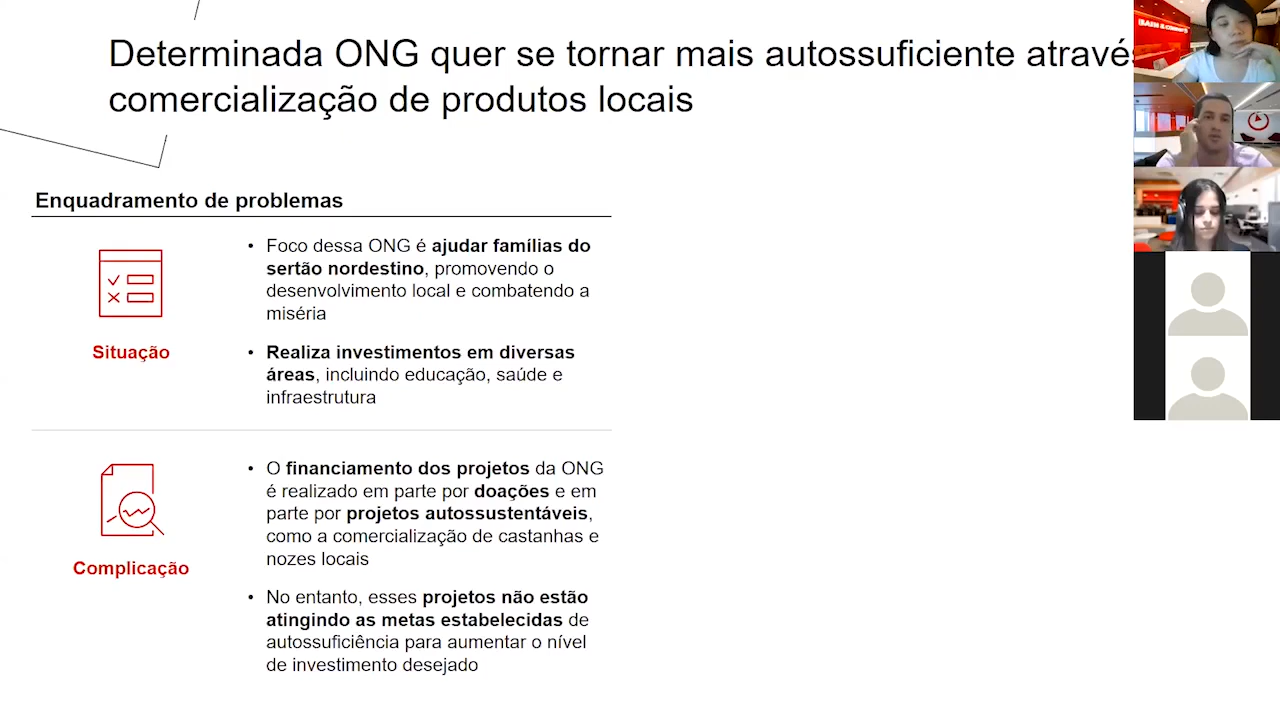 Determinada ONG quer se tornar mais autossuficiente através
comercialização de produtos locais
Enquadramento de problemas
Situação
• Foco dessa ONG é ajudar famílias do
sertão nordestino, promovendo o
desenvolvimento local e combatendo a
miséria
• Realiza investimentos em diversas
áreas, incluindo educação, saúde e
infraestrutura
Complicação
• O financiamento dos projetos da ONG
é realizado em parte por doações e em
parte por projetos autossustentáveis,
como a comercialização de castanhas e
nozes locais
• No entanto, esses projetos não estão
atingindo as metas estabelecidas de
autossuficiência para aumentar o nível
de investimento desejado